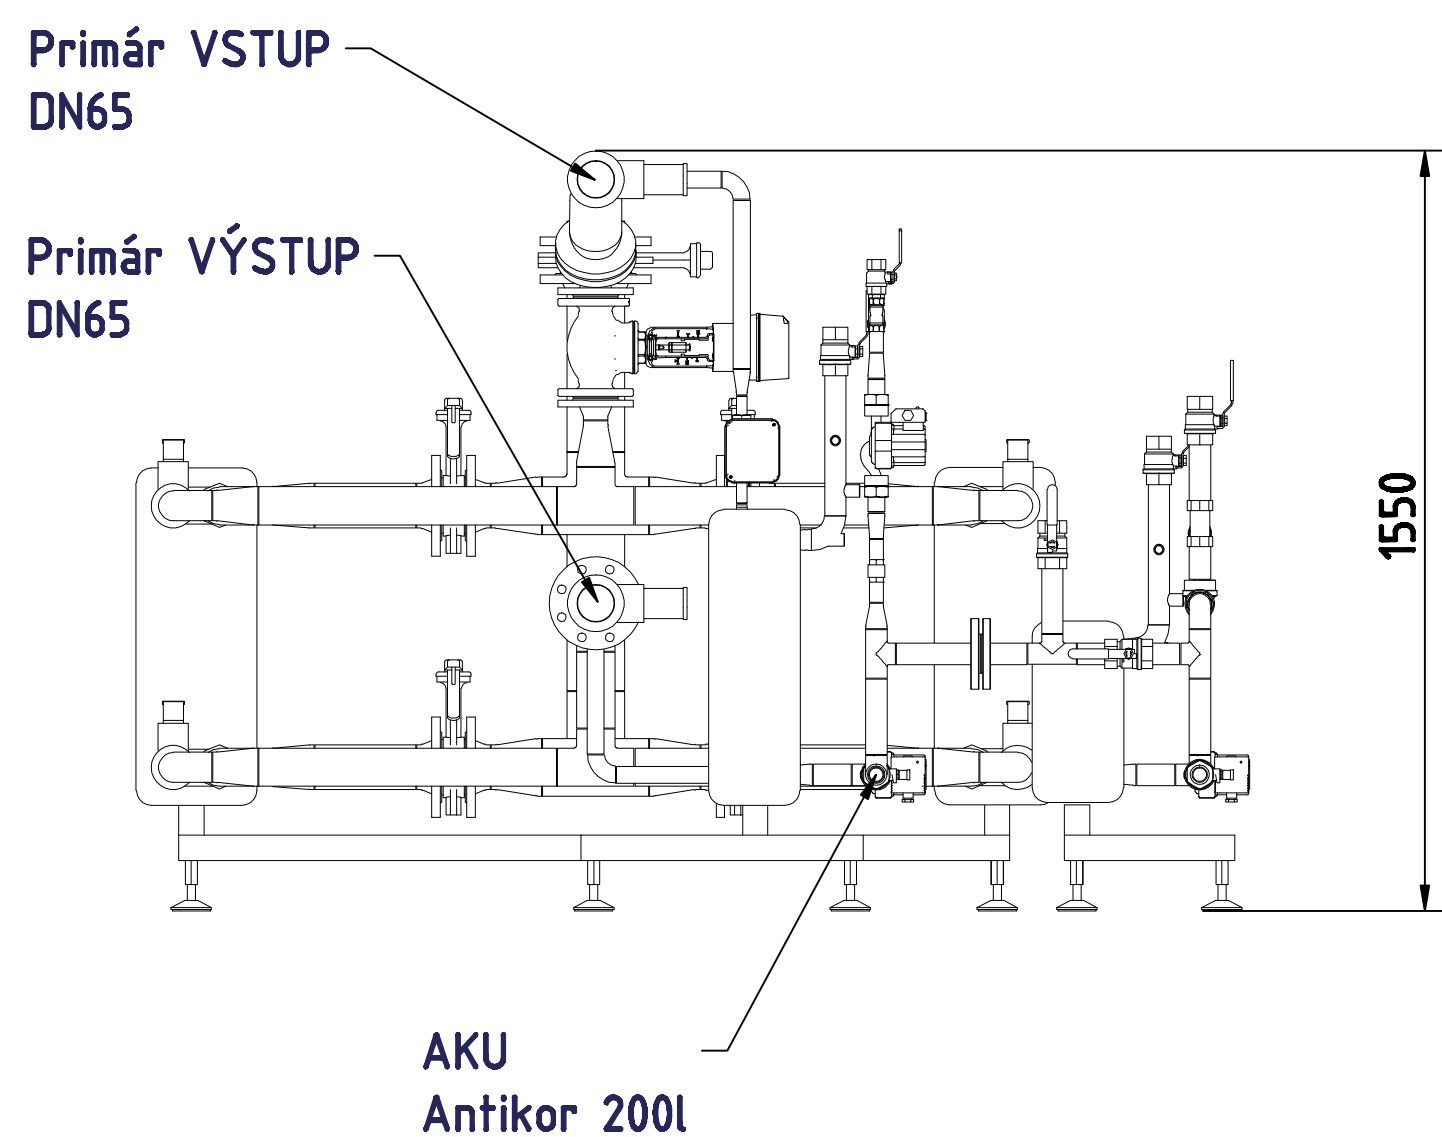 Primár VSTUP
DN65
Primár VÝSTUP
DN65
1550
AKU
Antikor 200l